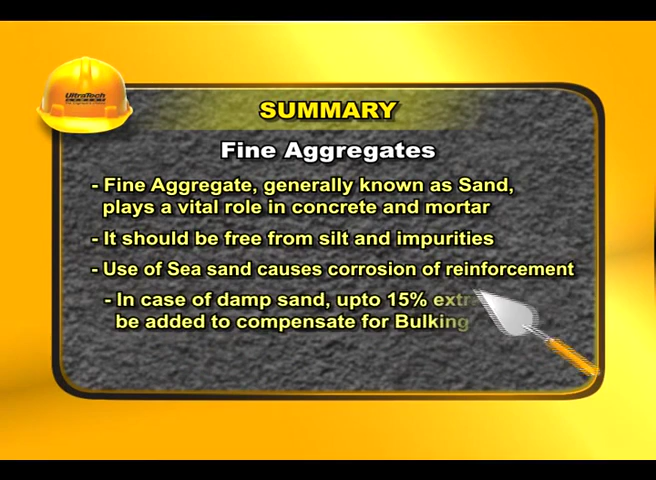 UltraTech
CEMENT
SUMMARY
Fine Aggregates
- Fine Aggregate, generally known as Sand,
plays a vital role in concrete and mortar
- It should be free from silt and impurities
- Use of Sea sand causes corrosion of reinforcement
- In case of damp sand, upto 15%
be added to compensate for Bulking